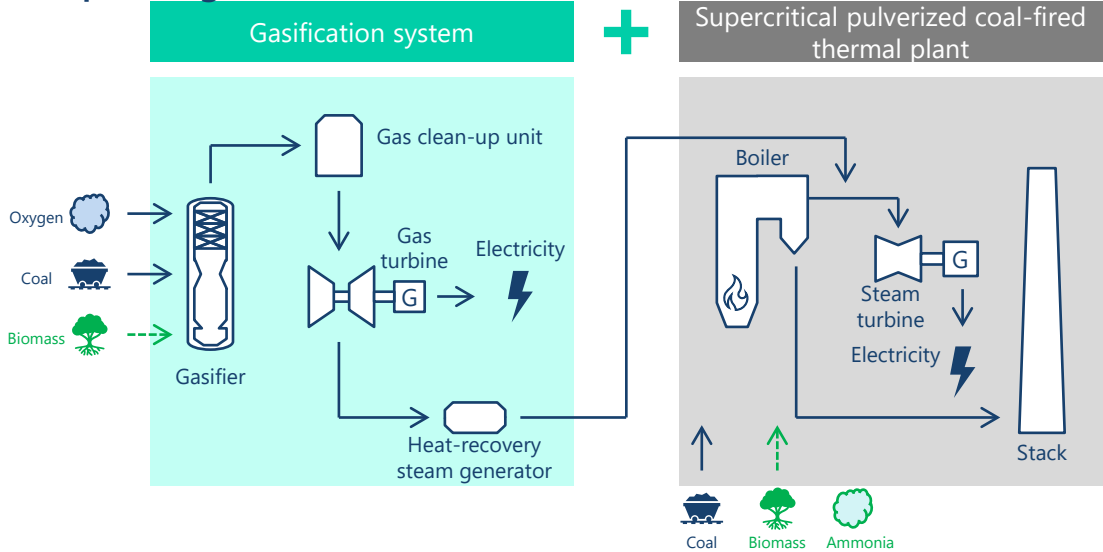 Gasification system
Supercritical pulverized coal-fired
thermal plant
Gas clean-up unit
Boiler
Oxygen
Gas
turbine
Electricity
G
G
Coal
Steam
turbine
Biomass
Electricity
Gasifier
Heat-recovery
steam generator
Stack
Coal
Biomass
Ammonia